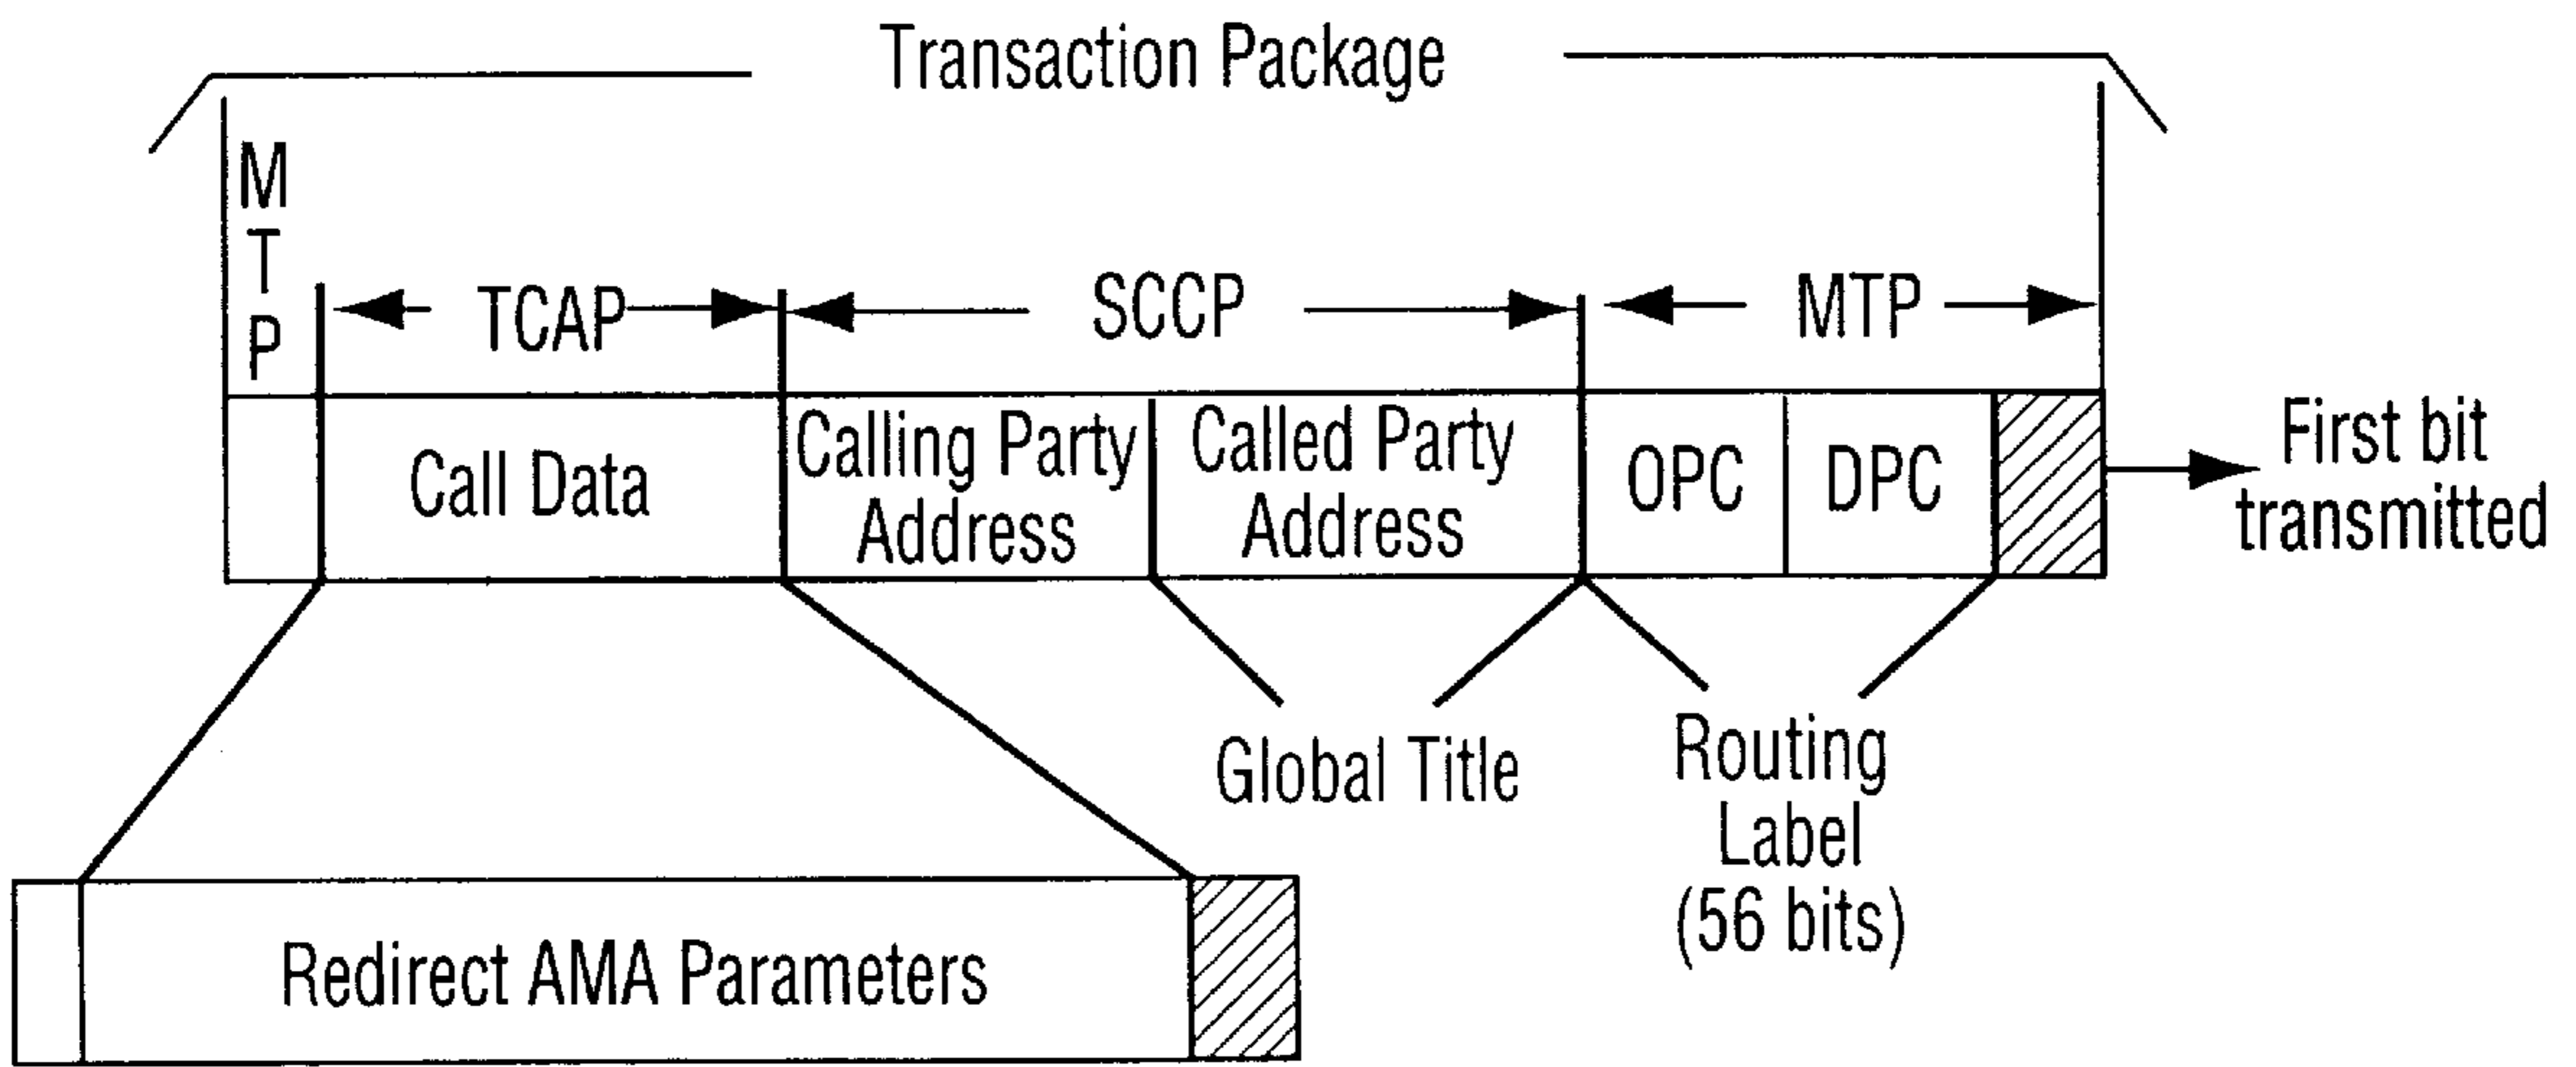 Transaction Package
MTP
TCAP
SCCP
MTP
Call Data
Calling Party
Address
Called Party
Address
OPC
DPC
First bit
transmitted
Global Title
Routing
Label
(56 bits)
Redirect AMA Parameters